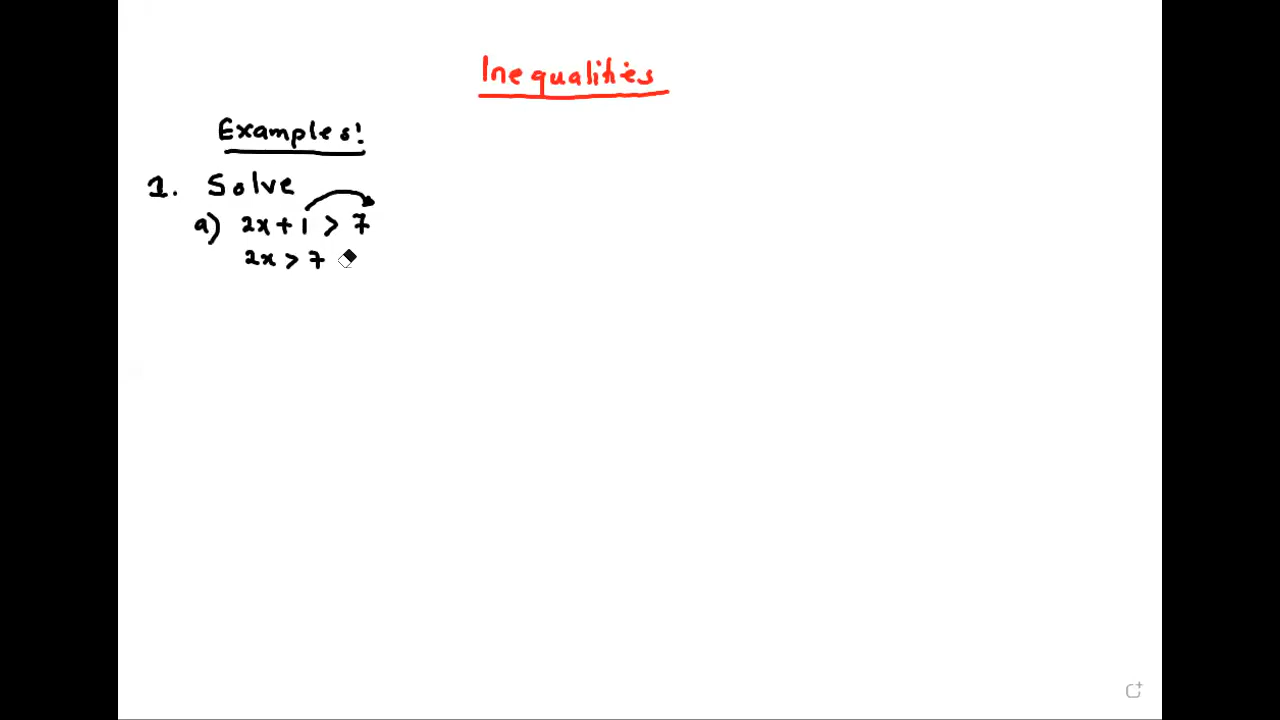 Inequalities
Examples!
1. Solve
a) 2x + 1 > 7
2x > 7